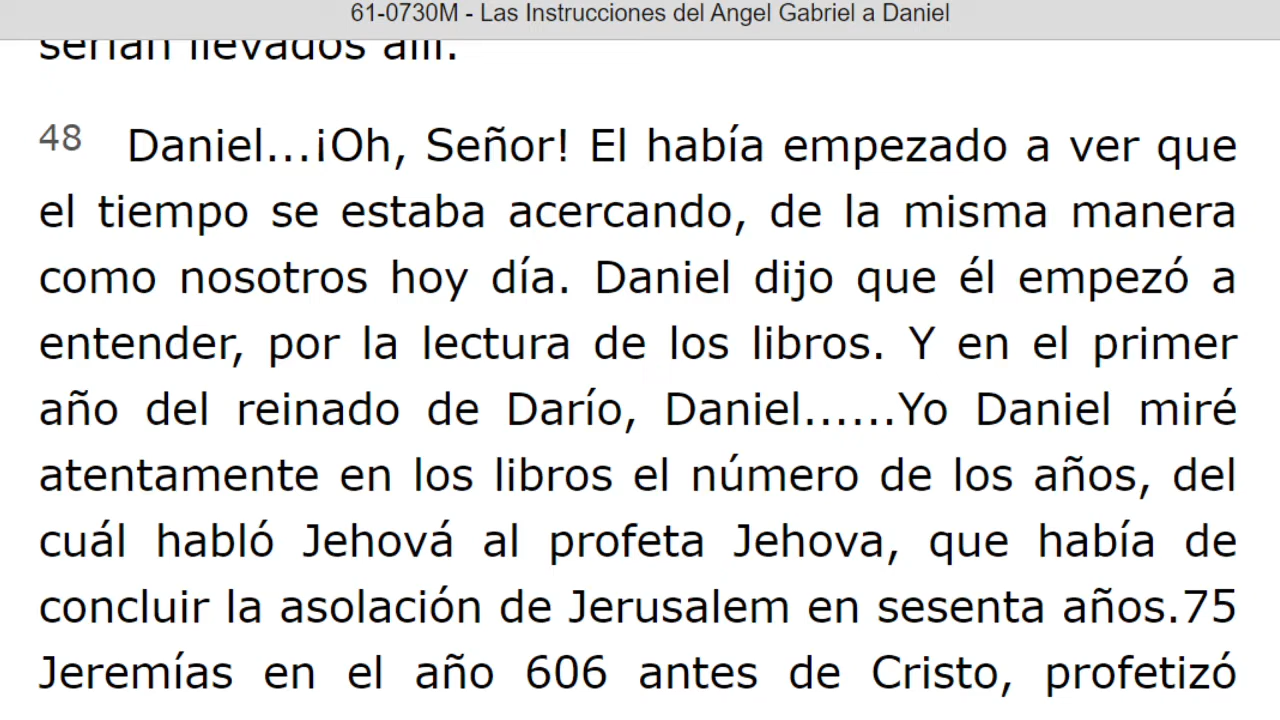 61-0730M - Las Instrucciones del Angel Gabriel a Daniel
serían llevados allí.
48 Daniel...¡Oh, Señor! El había empezado a ver que
el tiempo se estaba acercando, de la misma manera
como nosotros hoy día. Daniel dijo que él empezó a
entender, por la lectura de los libros. Y en el primer
año del reinado de Darío, Daniel......Yo Daniel miré
atentamente en los libros el número de los años, del
cuál habló Jehová al profeta Jehova, que había de
concluir la asolación de Jerusalem en sesenta años.75
Jeremías en el año 606 antes de Cristo, profetizó